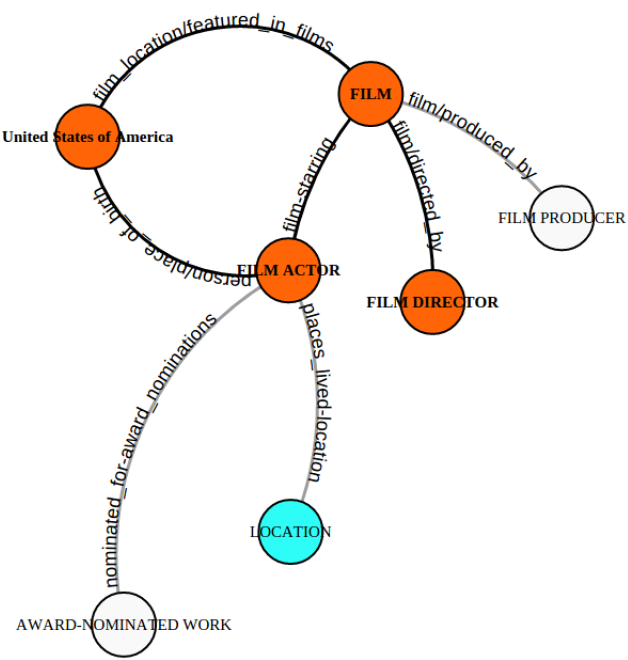 film_location/featured_in_films
FILM
film/produced_by
United States of America
film-starring
film/directed_by
person/place_of_birth
FILM PRODUCER
FILM ACTOR
FILM DIRECTOR
nominated_for-award_nominations
places_lived-location
LOCATION
AWARD-NOMINATED WORK